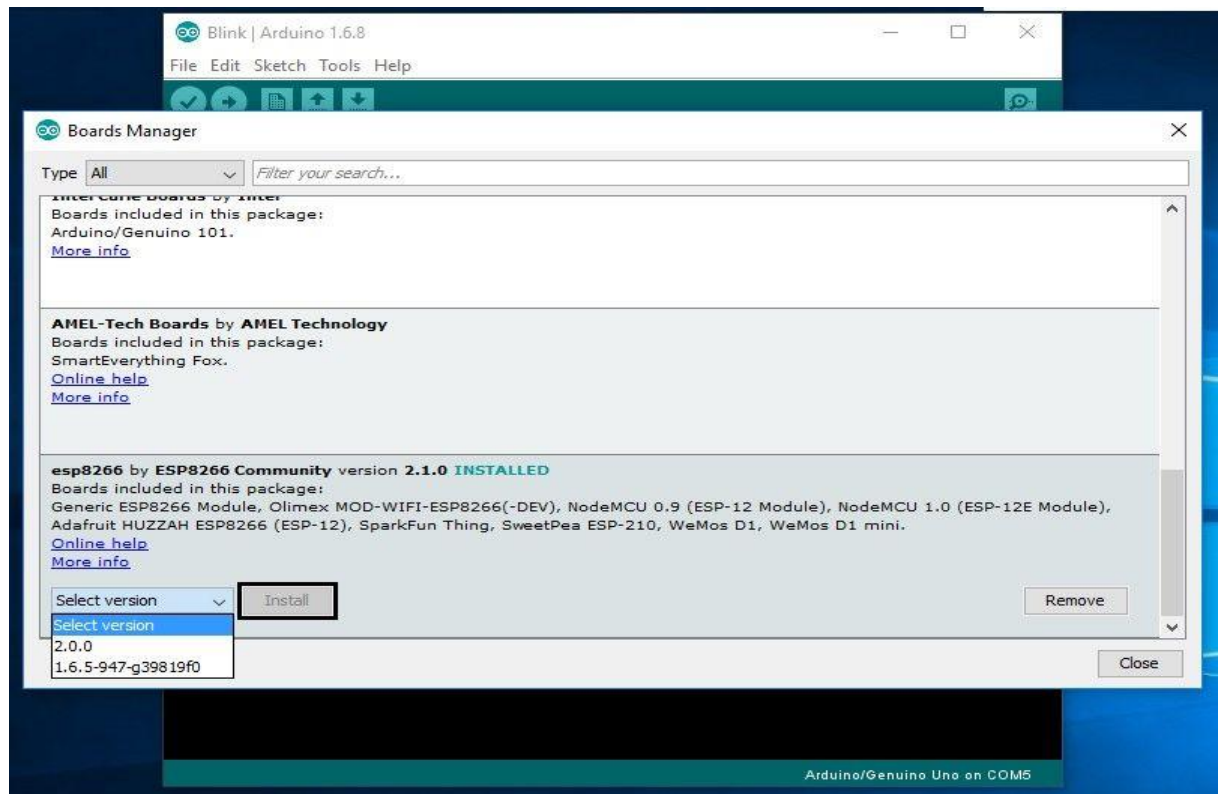 Blink | Arduino 1.6.8
File Edit Sketch Tools Help
Boards Manager
Type All Filter your search...
Intel Curie Boards by Intel
Boards included in this package:
Arduino/Genuino 101.
More info
AMEL-Tech Boards by AMEL Technology
Boards included in this package:
SmartEverything Fox.
Online help
More info
esp8266 by ESP8266 Community version 2.1.0 INSTALLED
Boards included in this package:
Generic ESP8266 Module, Olimex MOD-WIFI-ESP8266(-DEV), NodeMCU 0.9 (ESP-12 Module), NodeMCU 1.0 (ESP-12E Module),
Adafruit HUZZAH ESP8266 (ESP-12), SparkFun Thing, SweetPea ESP-210, WeMos D1, WeMos D1 mini.
Online help
More info
Select version Install Remove
Select version
2.0.0
1.6.5-947-g39819f0
Close
Arduino/Genuino Uno on COM5